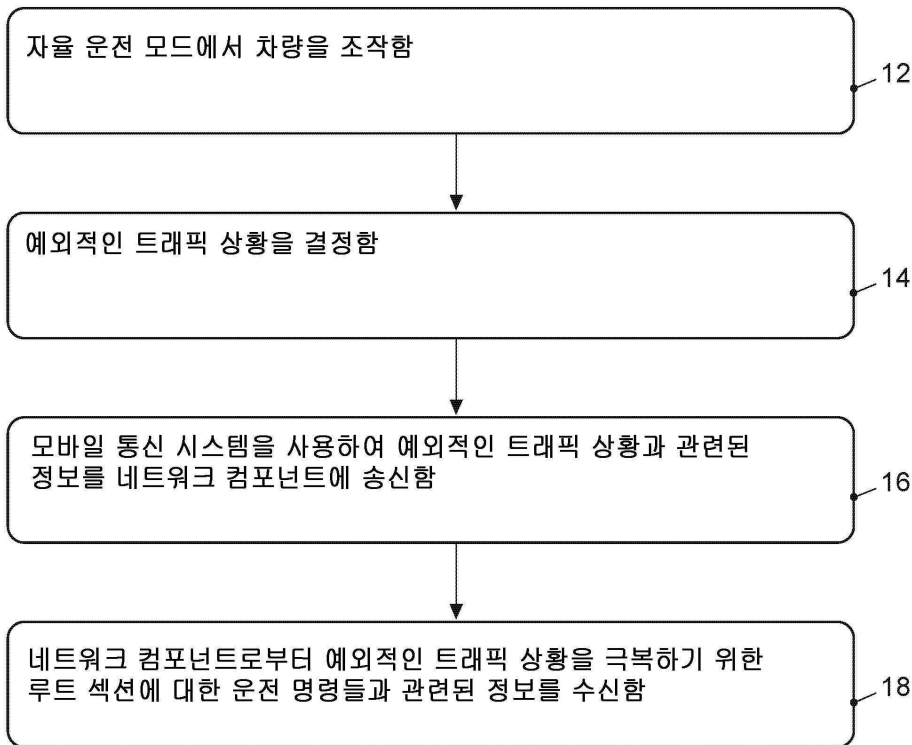 자율 운전 모드에서 차량을 조작함
12
예외적인 트래픽 상황을 결정함
14
모바일 통신 시스템을 사용하여 예외적인 트래픽 상황과 관련된
정보를 네트워크 컴포넌트에 송신함
16
네트워크 컴포넌트로부터 예외적인 트래픽 상황을 극복하기 위한
루트 섹션에 대한 운전 명령들과 관련된 정보를 수신함
18